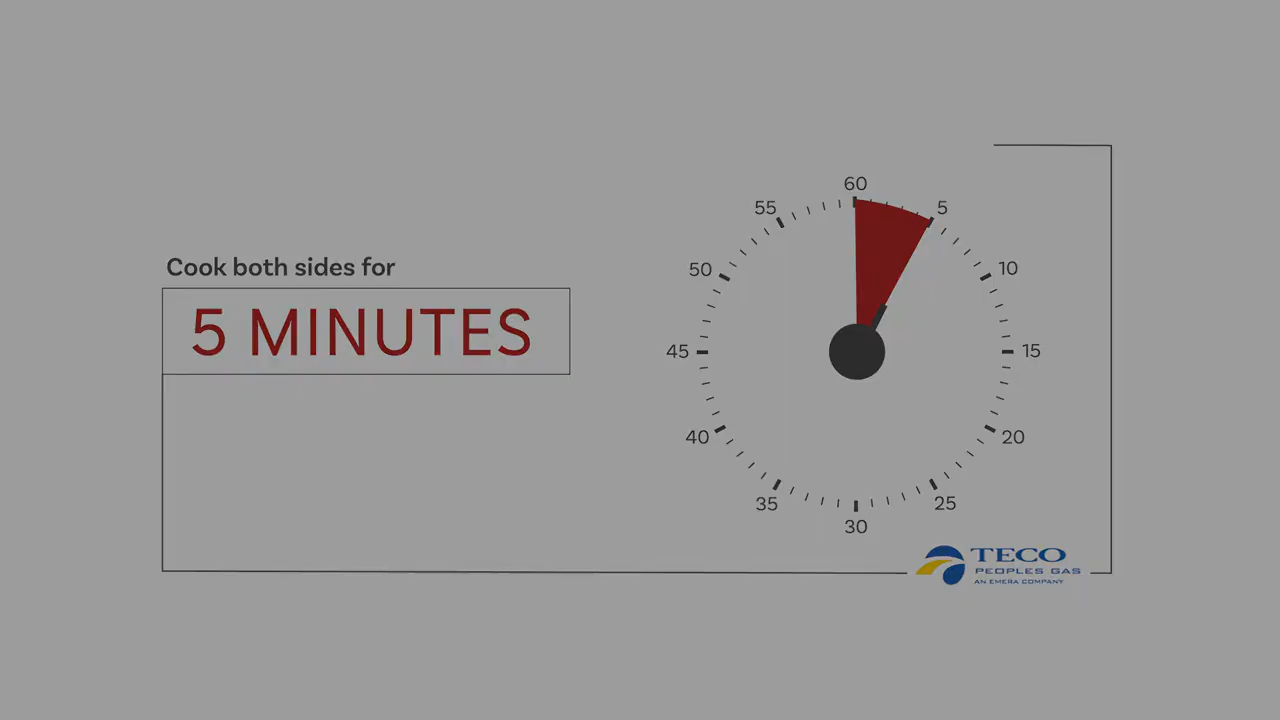 Cook both sides for
5 MINUTES
60
5
10
15
20
25
30
35
40
45
50
55
TECO
PEOPLES GAS
AN EMERA COMPANY